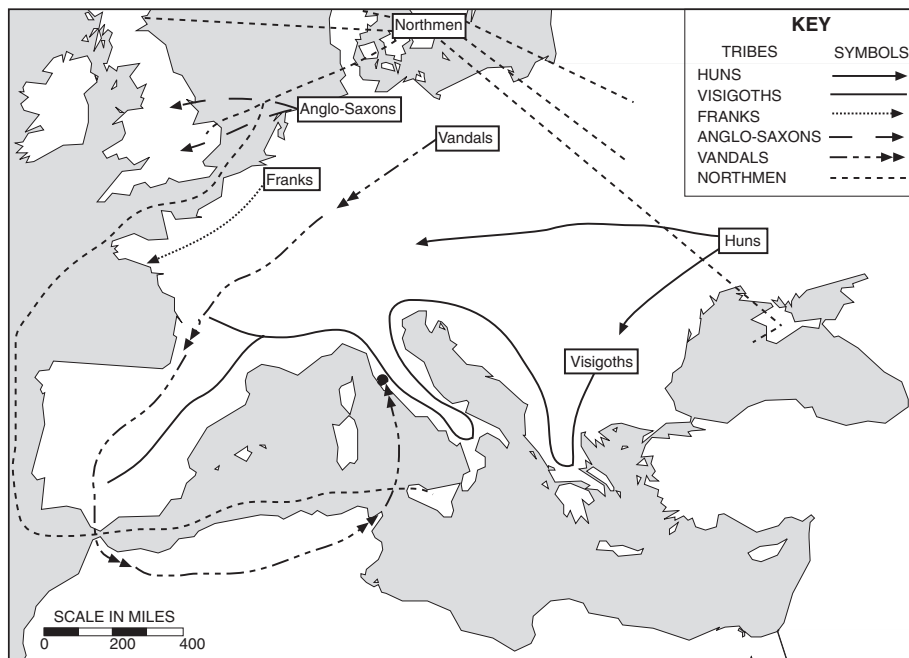 Northmen
KEY
TRIBES SYMBOLS
HUNS
VISIGOTHS
FRANKS
ANGLO-SAXONS
VANDALS
NORTHMEN
Anglo-Saxons
Vandals
Franks
Huns
Visigoths
SCALE IN MILES
0 200 400